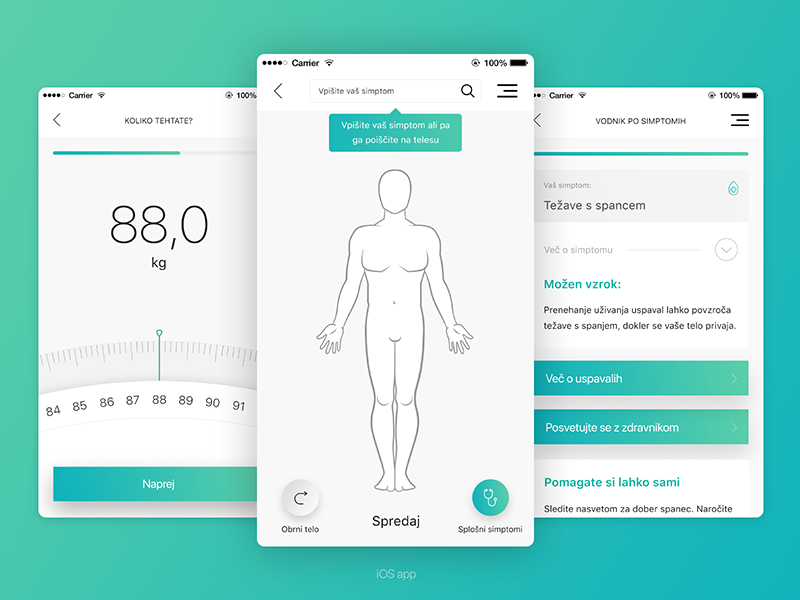 Carrier 100%
KOLIKO TEHTATE?
88,0
kg
84 85 86 87 88 89 90 91
Naprej
Carrier 100%
Vpišite vaš simptom
Vpišite vaš simptom ali pa
ga poiščite na telesu
Obrni telo
Spredaj
Splošni simptomi
Carrier 100%
VODNIK PO SIMPTOMIH
Vaš simptom:
Težave s spancem
Več o simptomu
Možen vzrok:
Prenehanje uživanja uspaval lahko povzroča
težave s spanjem, dokler se vaše telo privaja.
Več o uspavalih
Posvetujte se z zdravnikom
Pomagate si lahko sami
Sledite nasvetom za dober spanec. Naročite
iOS app